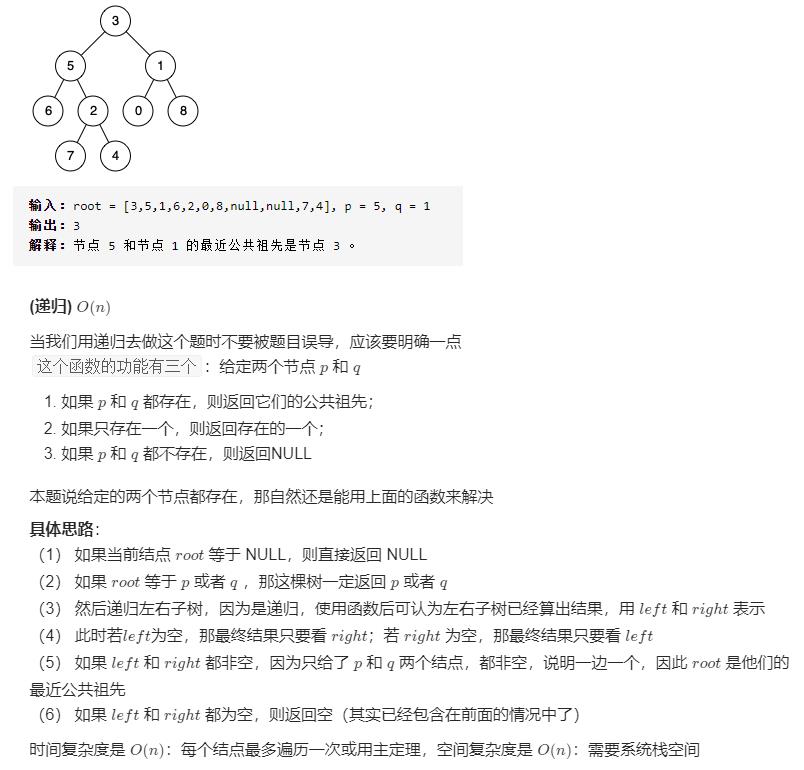 3
5 1
6 2 0 8
7 4
输入：root = [3,5,1,6,2,0,8,null,null,7,4], p = 5, q = 1
输出：3
解释：节点 5 和节点 1 的最近公共祖先是节点 3 。
(递归) O(n)
当我们用递归去做这个题时不要被题目误导，应该要明确一点
这个函数的功能有三个：给定两个节点 p 和 q
1. 如果 p 和 q 都存在，则返回它们的公共祖先；
2. 如果只存在一个，则返回存在的一个；
3. 如果 p 和 q 都不存在，则返回NULL
本题说给定的两个节点都存在，那自然还是能用上面的函数来解决
具体思路：
（1） 如果当前结点 root 等于 NULL，则直接返回 NULL
（2） 如果 root 等于 p 或者 q ，那这棵树一定返回 p 或者 q
（3） 然后递归左右子树，因为是递归，使用函数后可认为左右子树已经算出结果，用 left 和 right 表示
（4） 此时若left为空，那最终结果只要看 right；若 right 为空，那最终结果只要看 left
（5） 如果 left 和 right 都非空，因为只给了 p 和 q 两个结点，都非空，说明一边一个，因此 root 是他们的
最近公共祖先
（6） 如果 left 和 right 都为空，则返回空（其实已经包含在前面的情况中了）
时间复杂度是 O(n)：每个结点最多遍历一次或用主定理，空间复杂度是 O(n)：需要系统栈空间